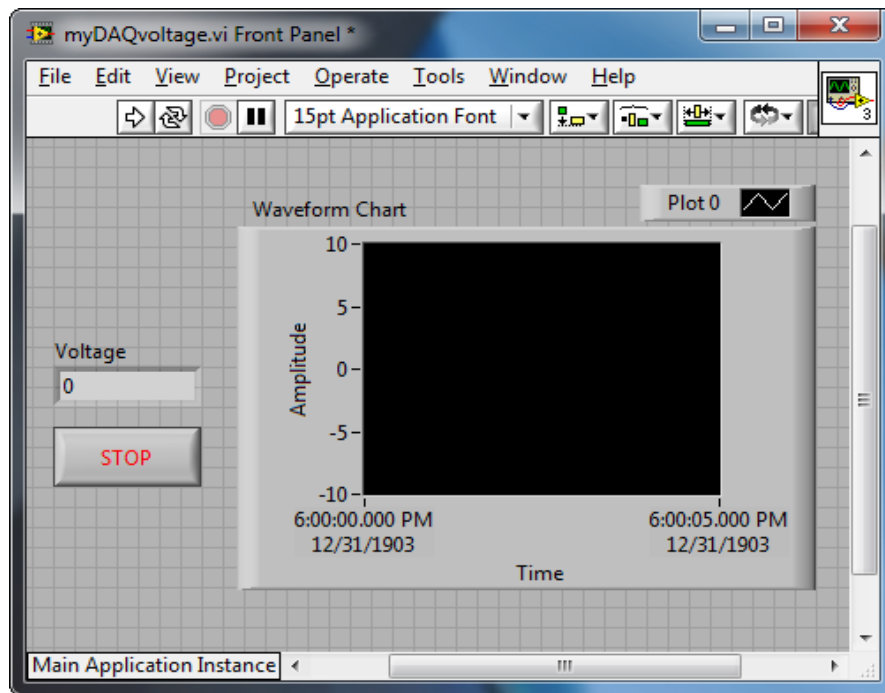 myDAQvoltage.vi Front Panel *
File Edit View Project Operate Tools Window Help
15pt Application Font
3
Waveform Chart
Plot 0
10
5
0
-5
-10
Amplitude
Voltage
0
STOP
6:00:00.000 PM
12/31/1903
6:00:05.000 PM
12/31/1903
Time
Main Application Instance